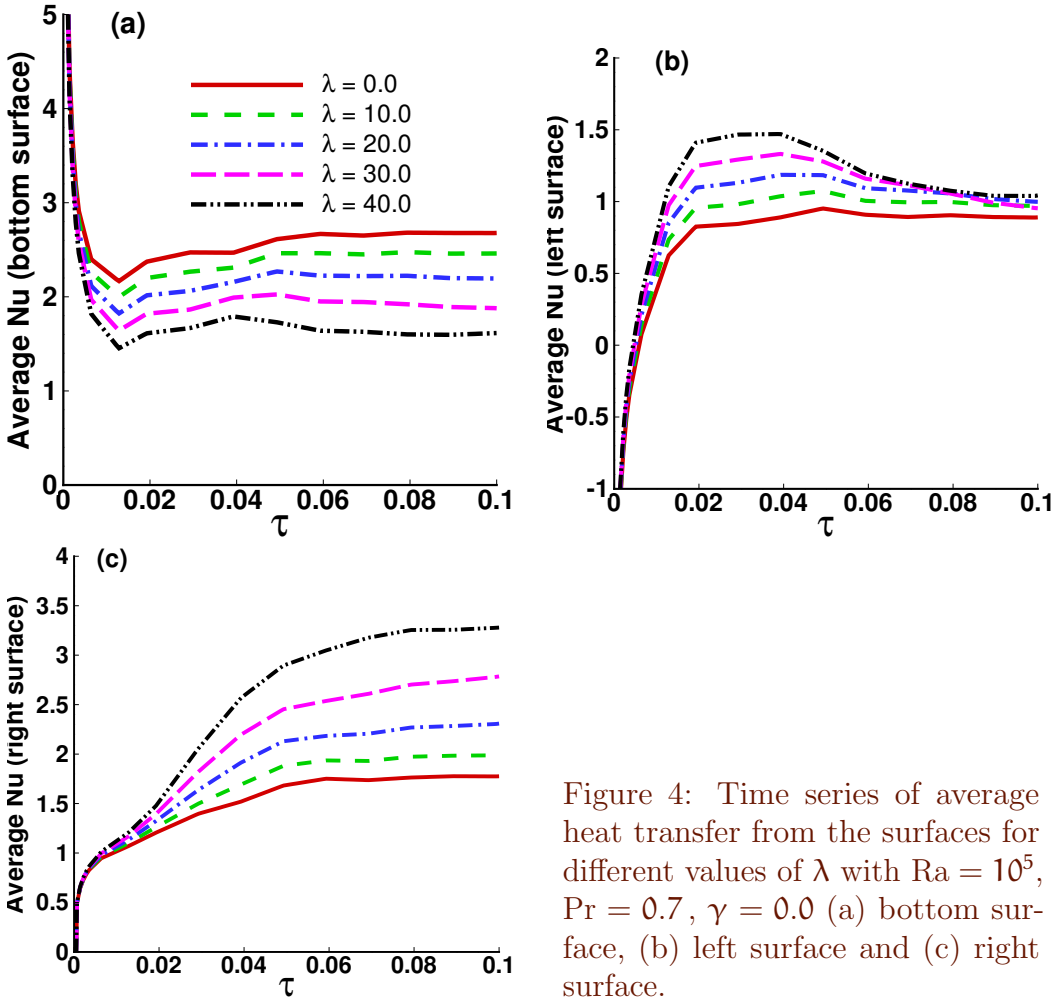 (a)
Average Nu (bottom surface)
5
4
3
2
1
0
λ = 0.0
λ = 10.0
λ = 20.0
λ = 30.0
λ = 40.0
0 0.02 0.04 0.06 0.08 0.1
τ
(b)
Average Nu (left surface)
2
1.5
1
0.5
0
-0.5
-1
0 0.02 0.04 0.06 0.08 0.1
τ
(c)
Average Nu (right surface)
4
3.5
3
2.5
2
1.5
1
0.5
0
0 0.02 0.04 0.06 0.08 0.1
τ
Figure 4: Time series of average
heat transfer from the surfaces for
different values of λ with Ra = 10⁵,
Pr = 0.7, γ = 0.0 (a) bottom sur-
face, (b) left surface and (c) right
surface.